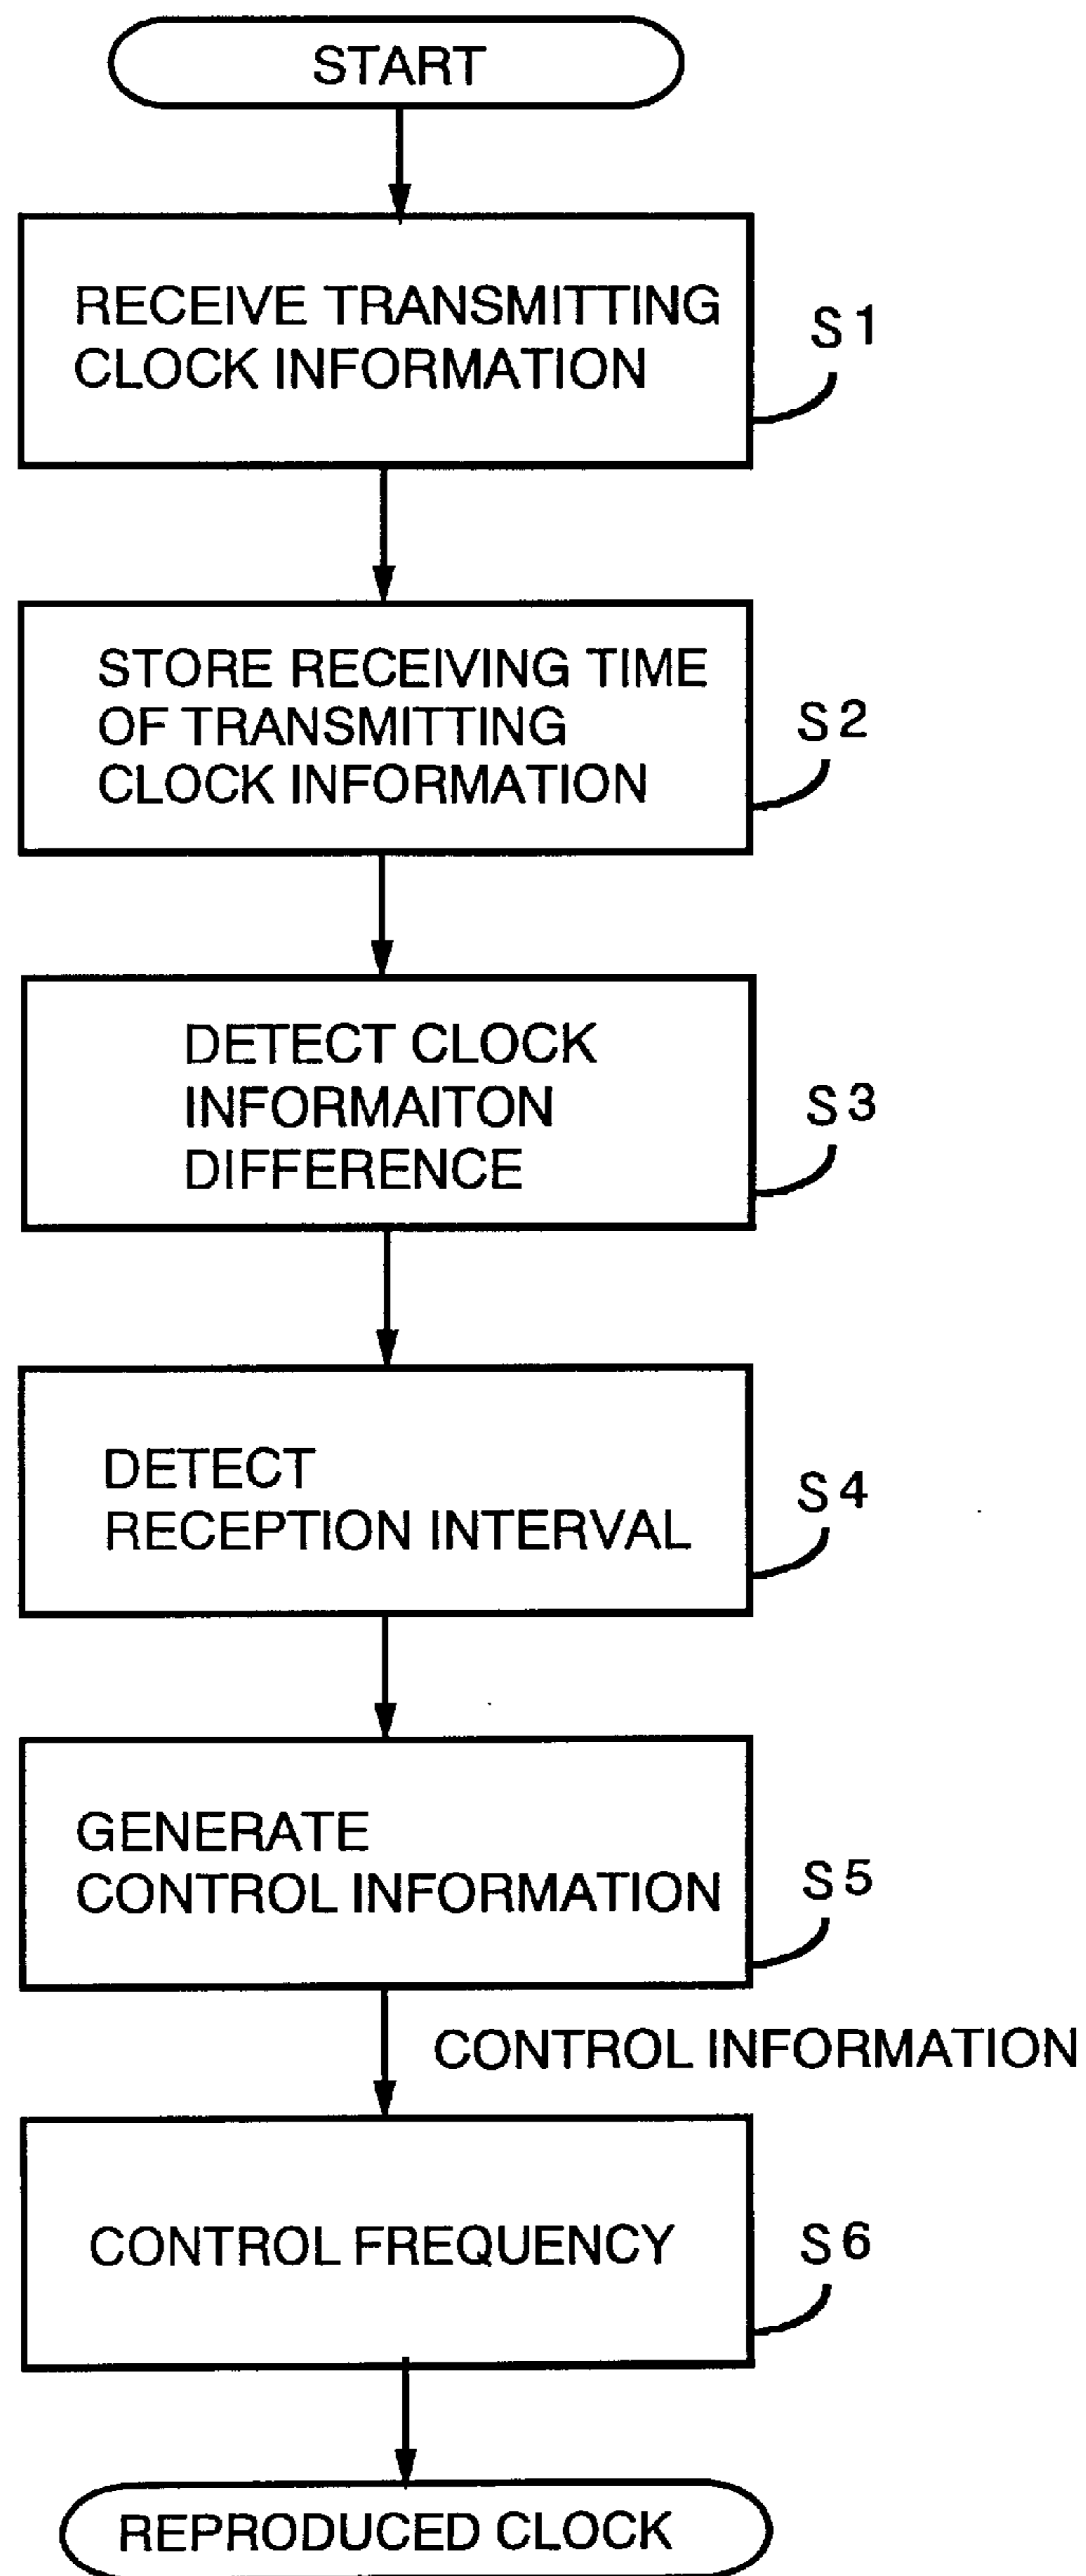 START
RECEIVE TRANSMITTING
CLOCK INFORMATION
S1
STORE RECEIVING TIME
OF TRANSMITTING
CLOCK INFORMATION
S2
DETECT CLOCK
INFORMAITON
DIFFERENCE
S3
DETECT
RECEPTION INTERVAL
S4
GENERATE
CONTROL INFORMATION
S5
CONTROL INFORMATION
CONTROL FREQUENCY
S6
REPRODUCED CLOCK